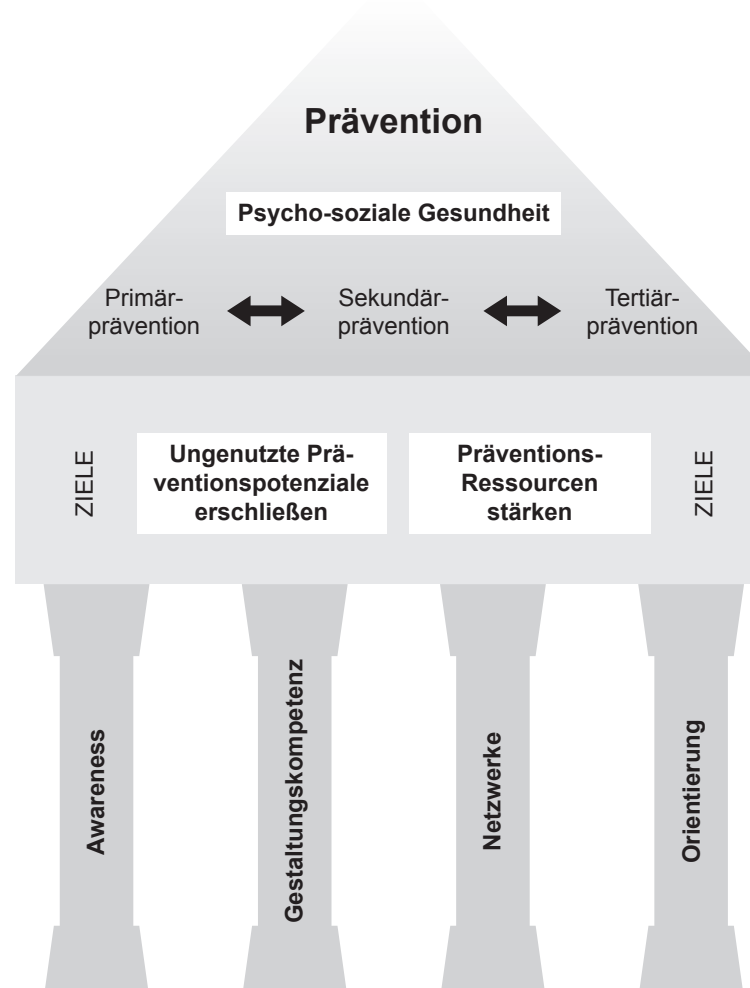 Prävention
Psycho-soziale Gesundheit
Primär-
prävention
Sekundär-
prävention
Tertiär-
prävention
ZIELE
Ungenutzte Prä-
ventionspotenziale
erschließen
Präventions-
Ressourcen
stärken
ZIELE
Awareness
Gestaltungskompetenz
Netzwerke
Orientierung